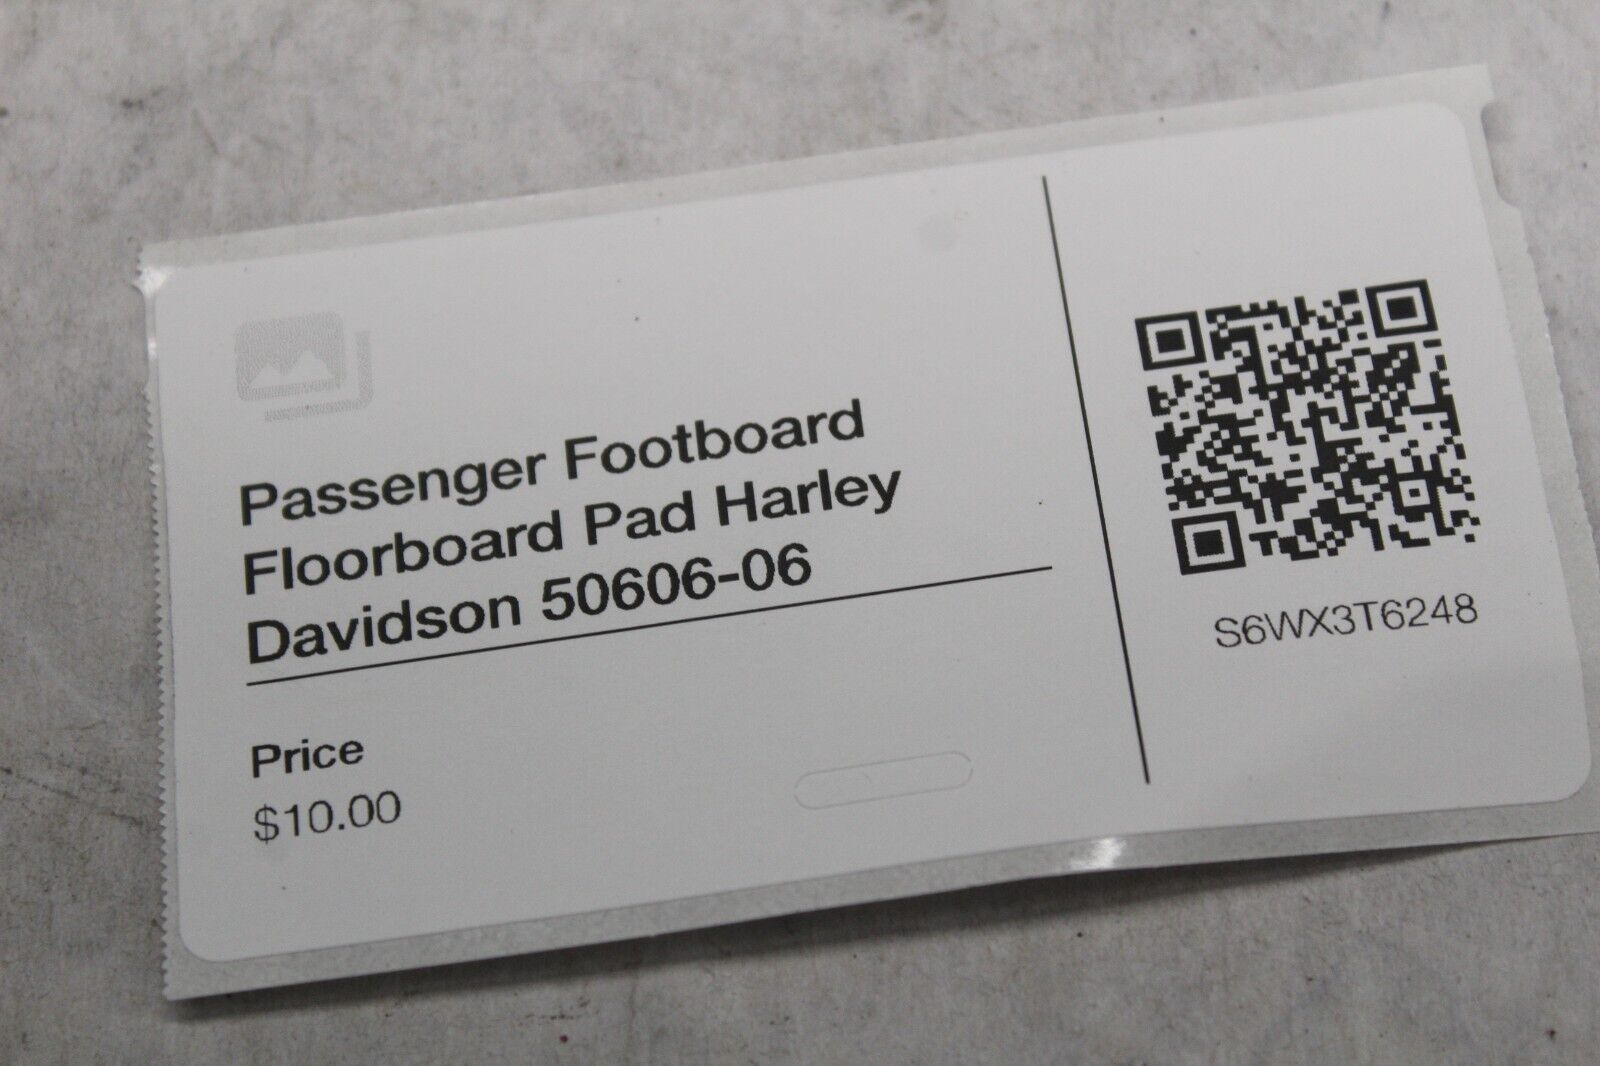 Passenger Footboard
Floorboard Pad Harley
Davidson 50606-06
Price
$10.00
S6WX3T6248